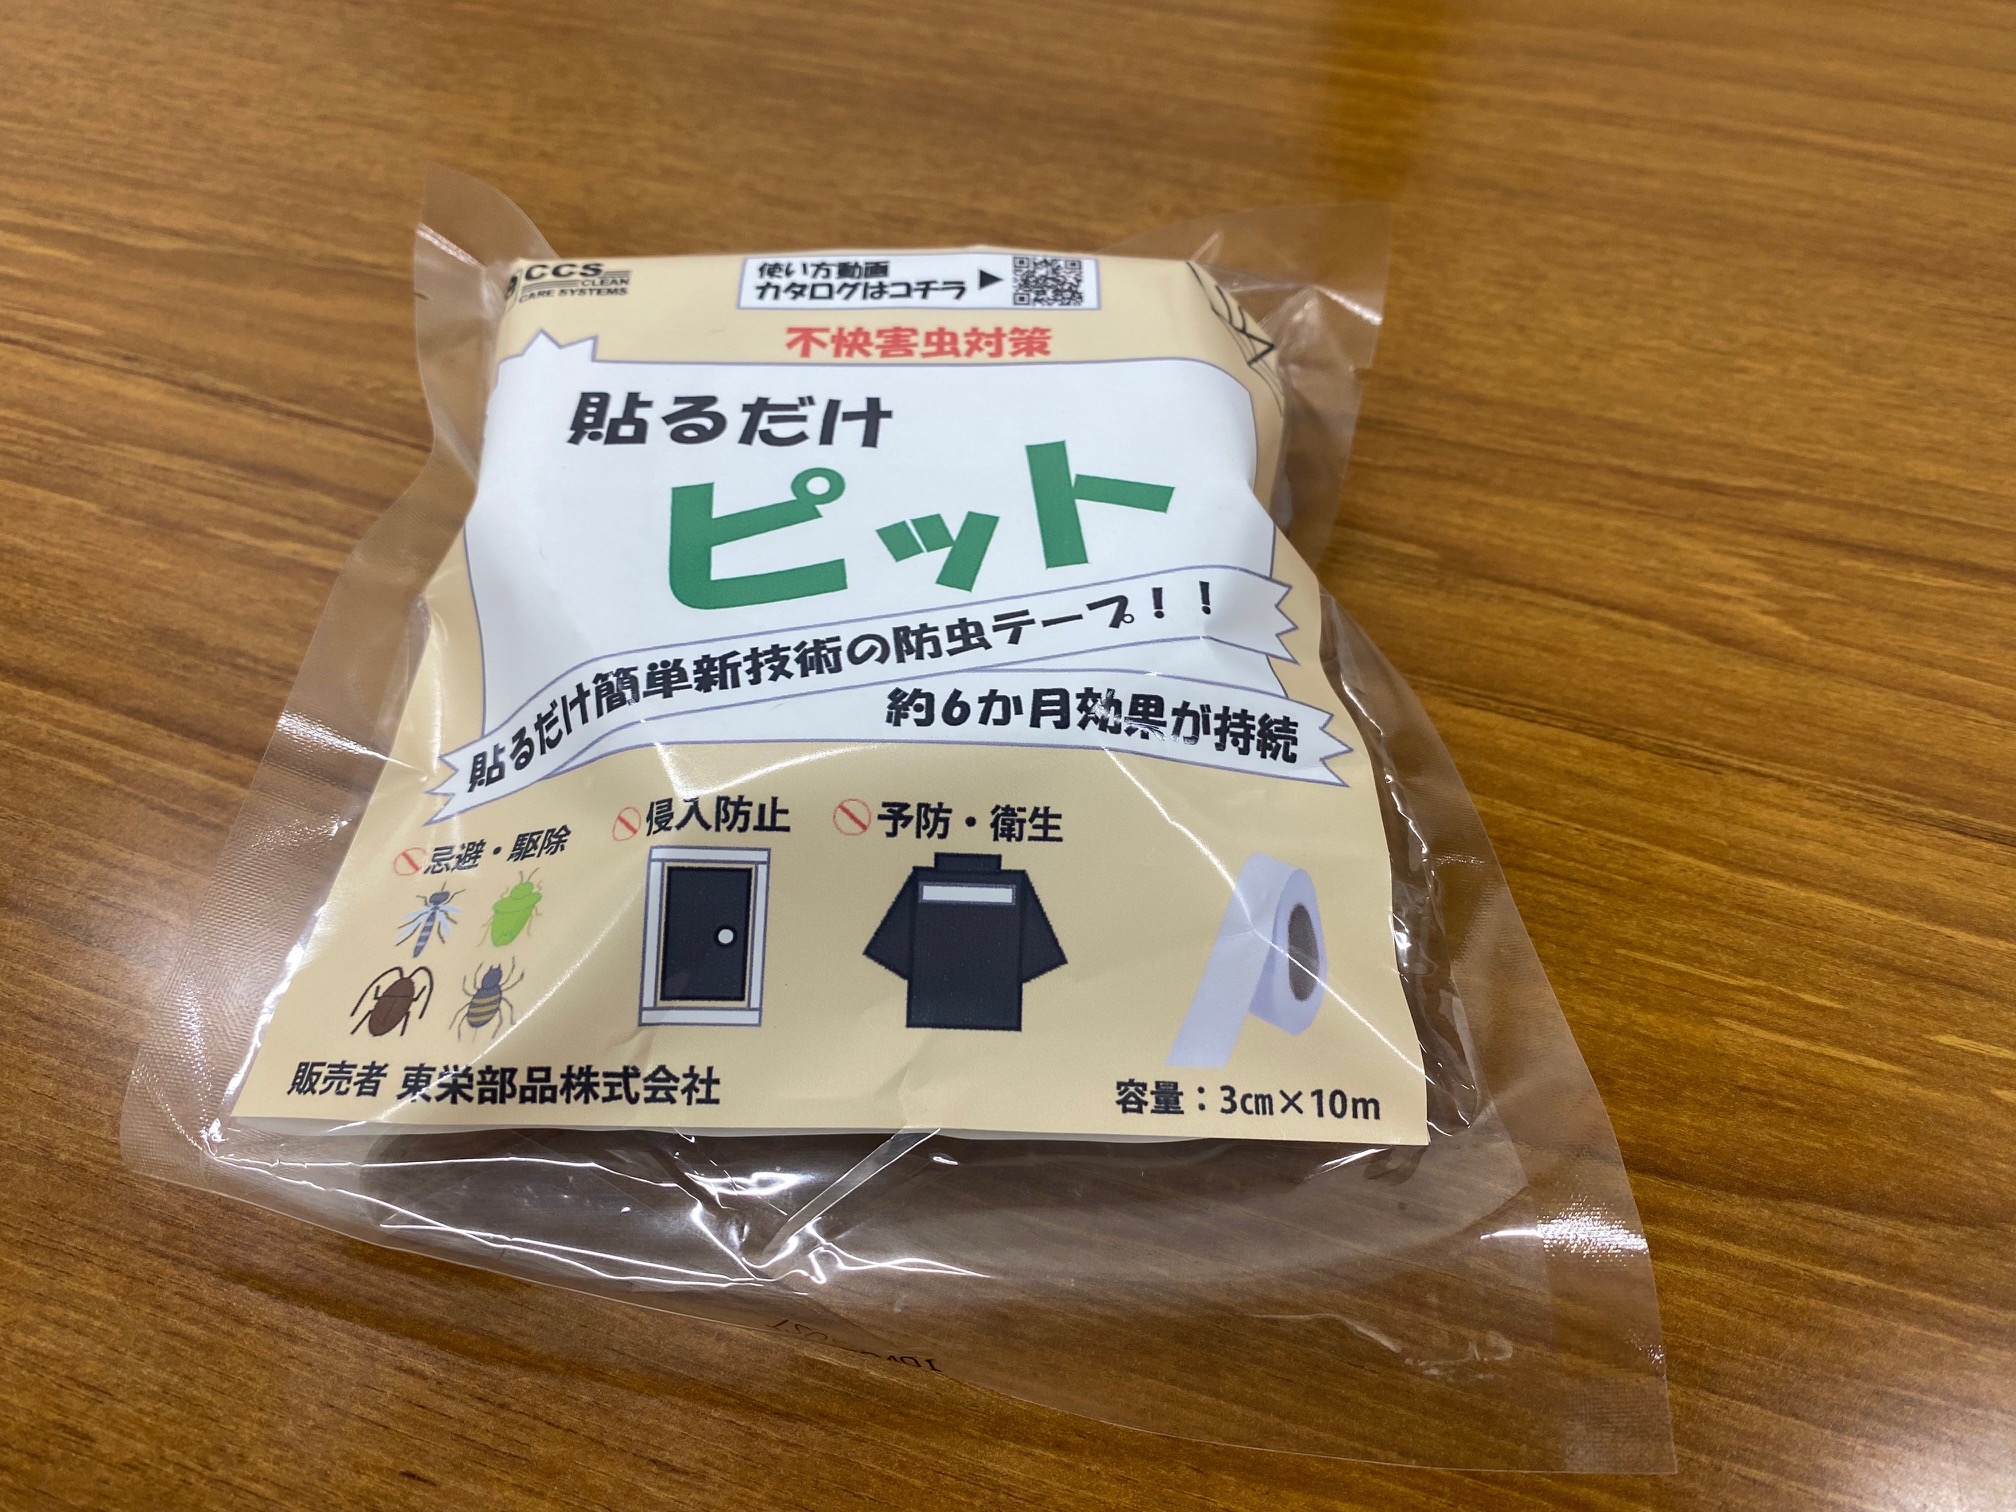 CCS
CLEAN
CARE SYSTEMS
使い方動画
カタログはコチラ▶
不快害虫対策
貼るだけ
ピット
貼るだけ簡単新技術の防虫テープ！！
約6か月効果が持続
忌避・駆除
侵入防止
予防・衛生
販売者 東栄部品株式会社
容量：3㎝×10m